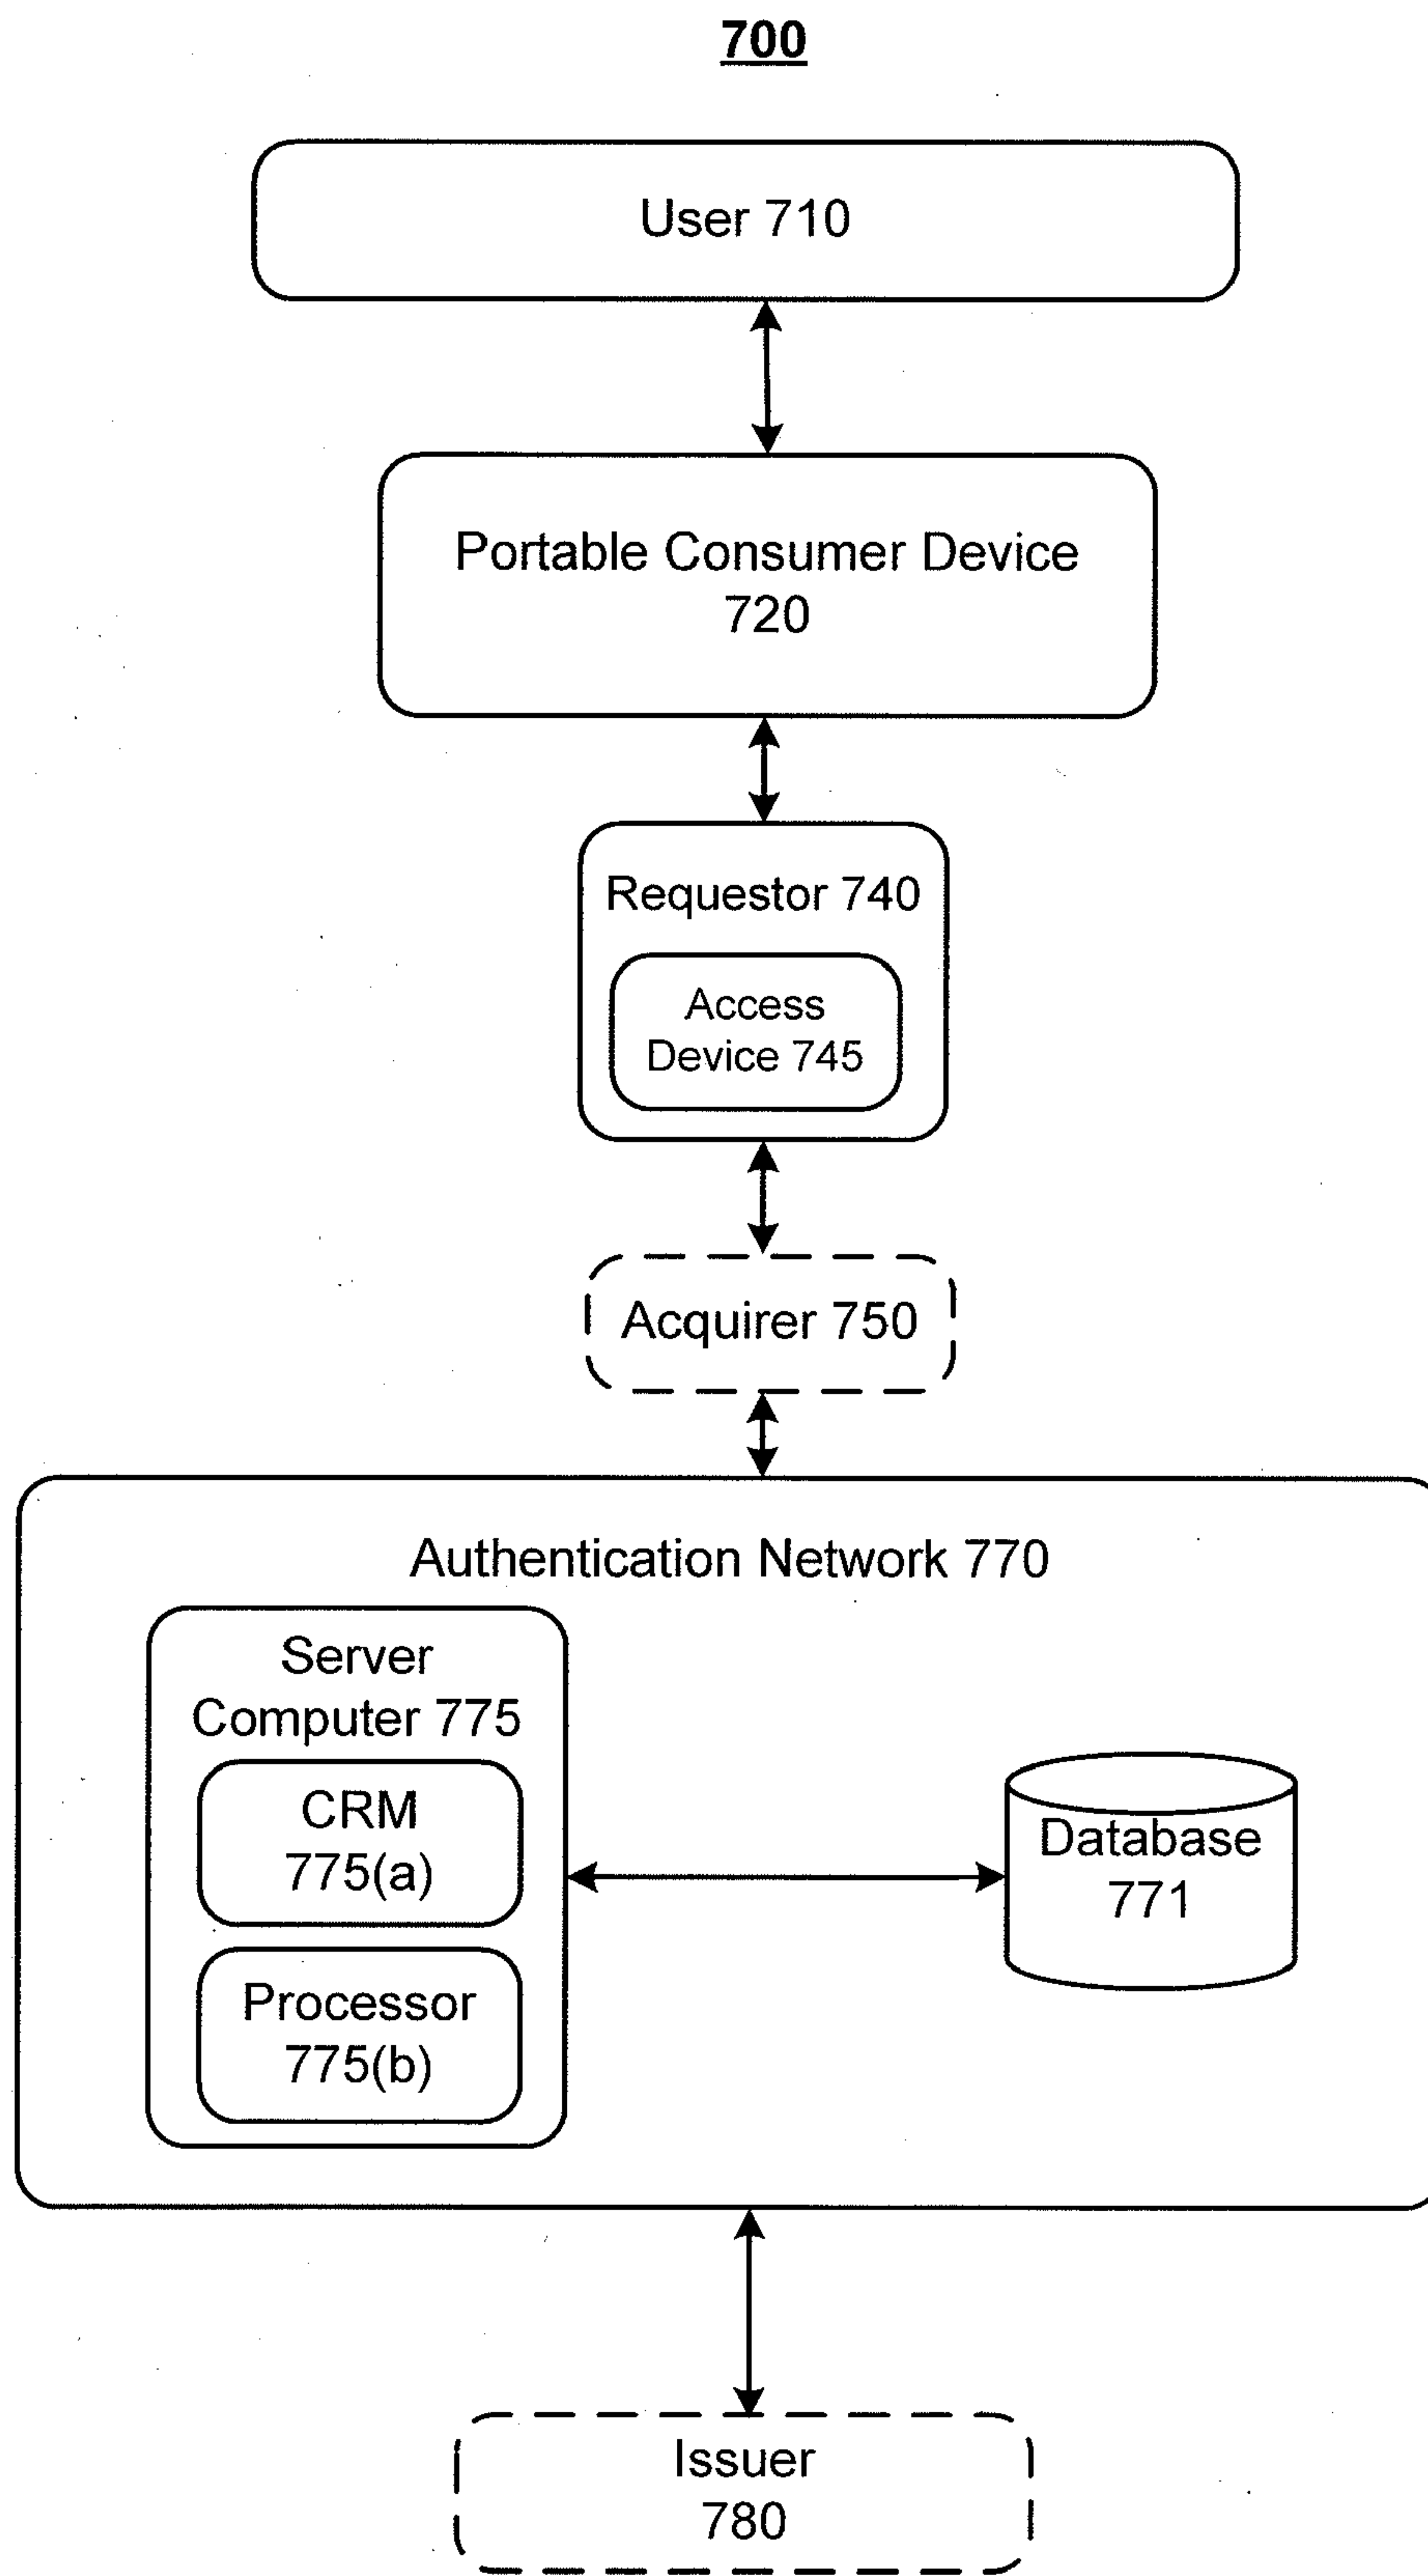 700
User 710
Portable Consumer Device
720
Requestor 740
Access
Device 745
Acquirer 750
Authentication Network 770
Server
Computer 775
CRM
775(a)
Processor
775(b)
Database
771
Issuer
780